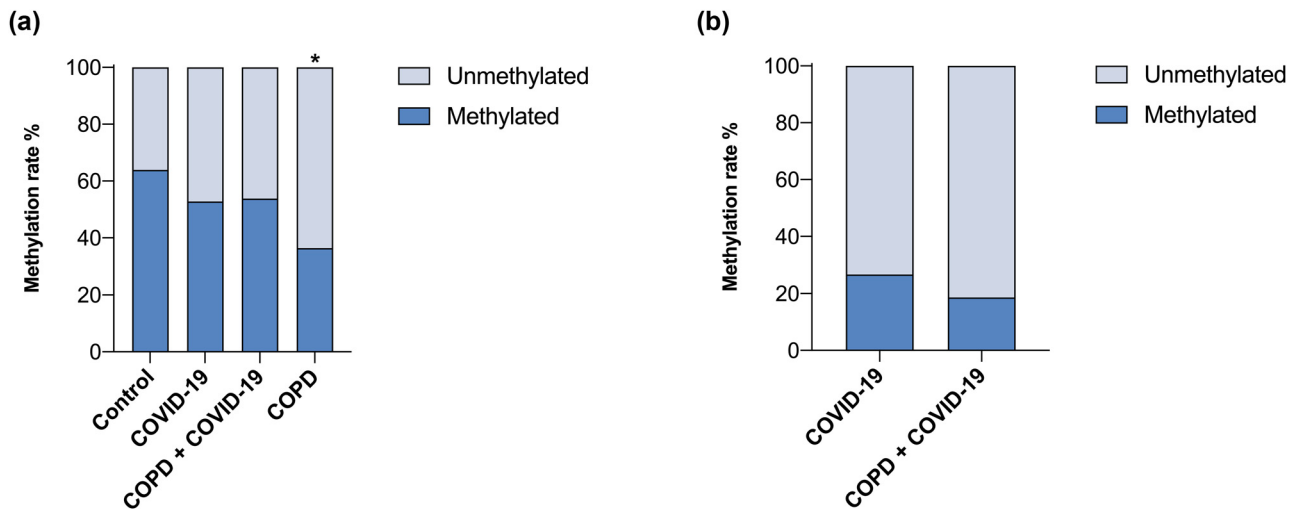 (a)
Methylation rate %
100
80
60
40
20
0
*
Control
COVID-19
COPD + COVID-19
COPD
Unmethylated
Methylated
(b)
Methylation rate %
100
80
60
40
20
0
COVID-19
COPD + COVID-19
Unmethylated
Methylated